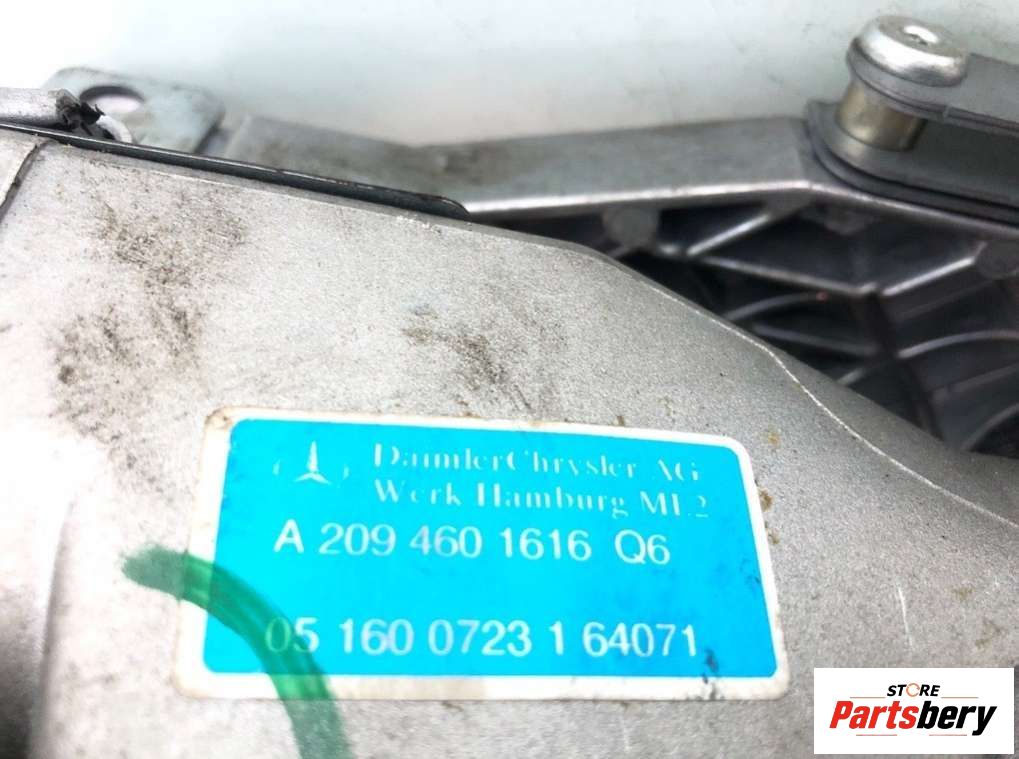 DaimlerChrysler AG
Werk Hamburg ML2
A 209 460 1616 Q6
05 160 0723 1 64071
STORE
Partsbery